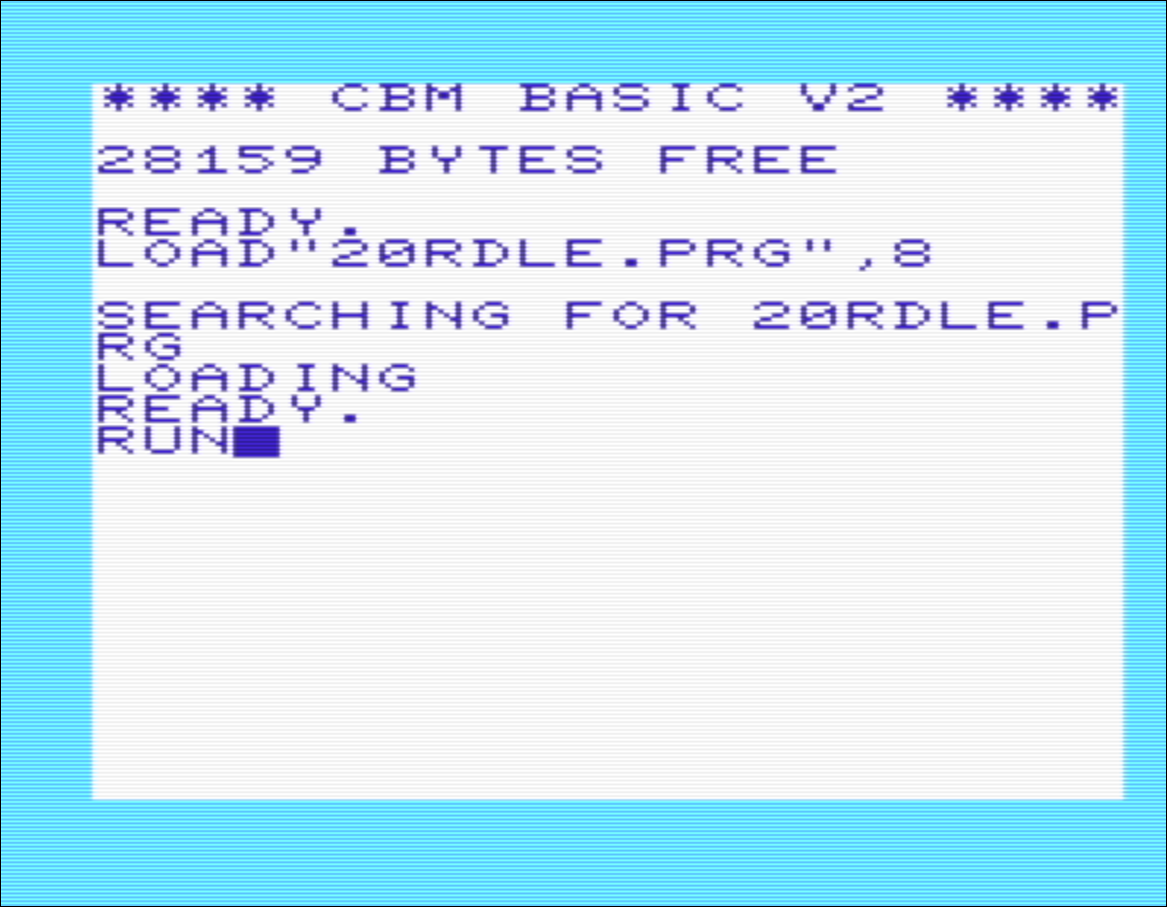 **** CBM BASIC V2 ****
28159 BYTES FREE
READY.
LOAD"20RDLE.PRG",8
SEARCHING FOR 20RDLE.P
RG
LOADING
READY.
RUN